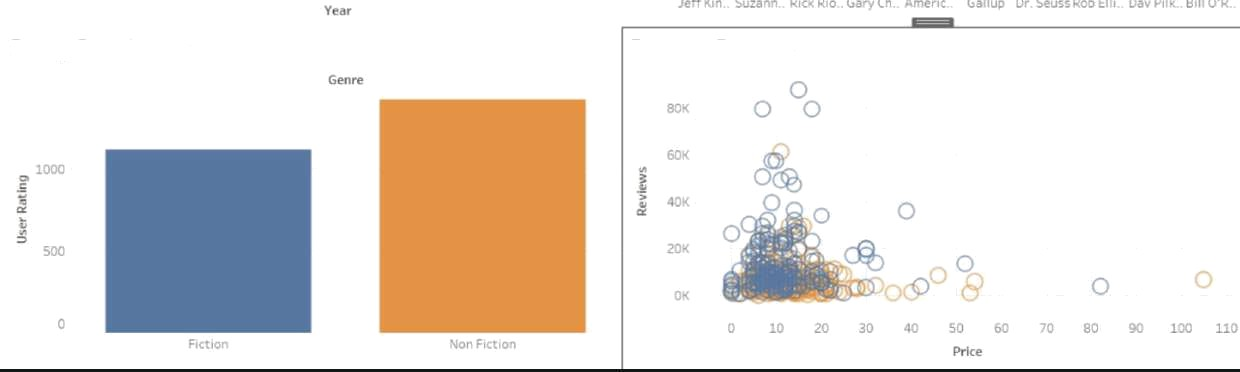 Year
Jeff Kin.. Suzann.. Rick Rio.. Gary Ch.. Americ.. Gallup Dr. Seuss Rob Elli.. Dav Pilk.. Bill O'R..
Genre
User Rating
1000
500
0
Fiction Non Fiction
Reviews
80K
60K
40K
20K
0K
0 10 20 30 40 50 60 70 80 90 100 110
Price